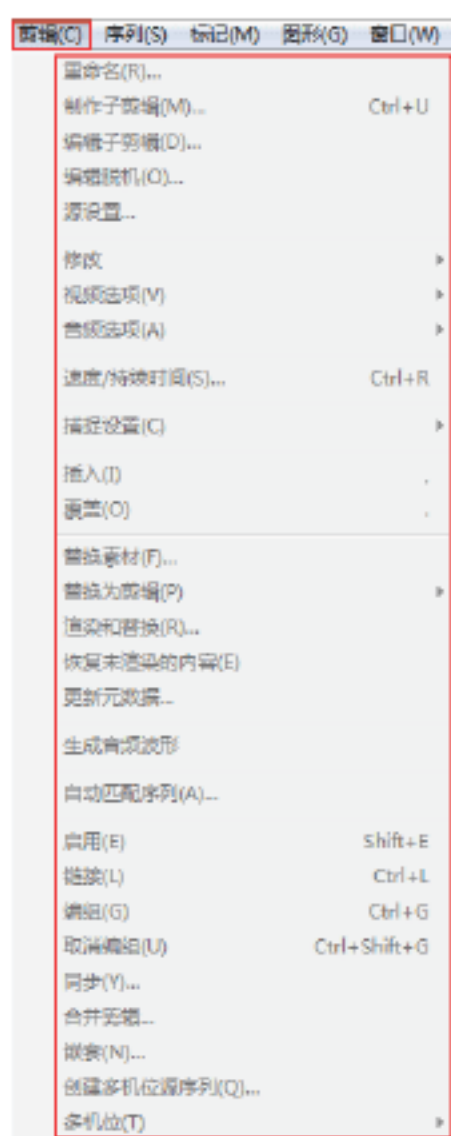 剪辑(C) 序列(S) 标记(M) 图形(G) 窗口(W)
重命名(R)...
制作子剪辑(M)... Ctrl+U
编辑子剪辑(D)...
编辑脱机(O)...
源设置...
修改
视频选项(V)
音频选项(A)
速度/持续时间(S)... Ctrl+R
捕捉设置(C)
插入(I) ,
覆盖(O) .
替换素材(F)...
替换为剪辑(P)
渲染和替换(R)...
恢复未渲染的内容(E)
更新元数据...
生成音频波形
自动匹配序列(A)...
启用(E) Shift+E
链接(L) Ctrl+L
编组(G) Ctrl+G
取消编组(U) Ctrl+Shift+G
同步(Y)...
合并剪辑...
嵌套(N)...
创建多机位源序列(Q)...
多机位(T)